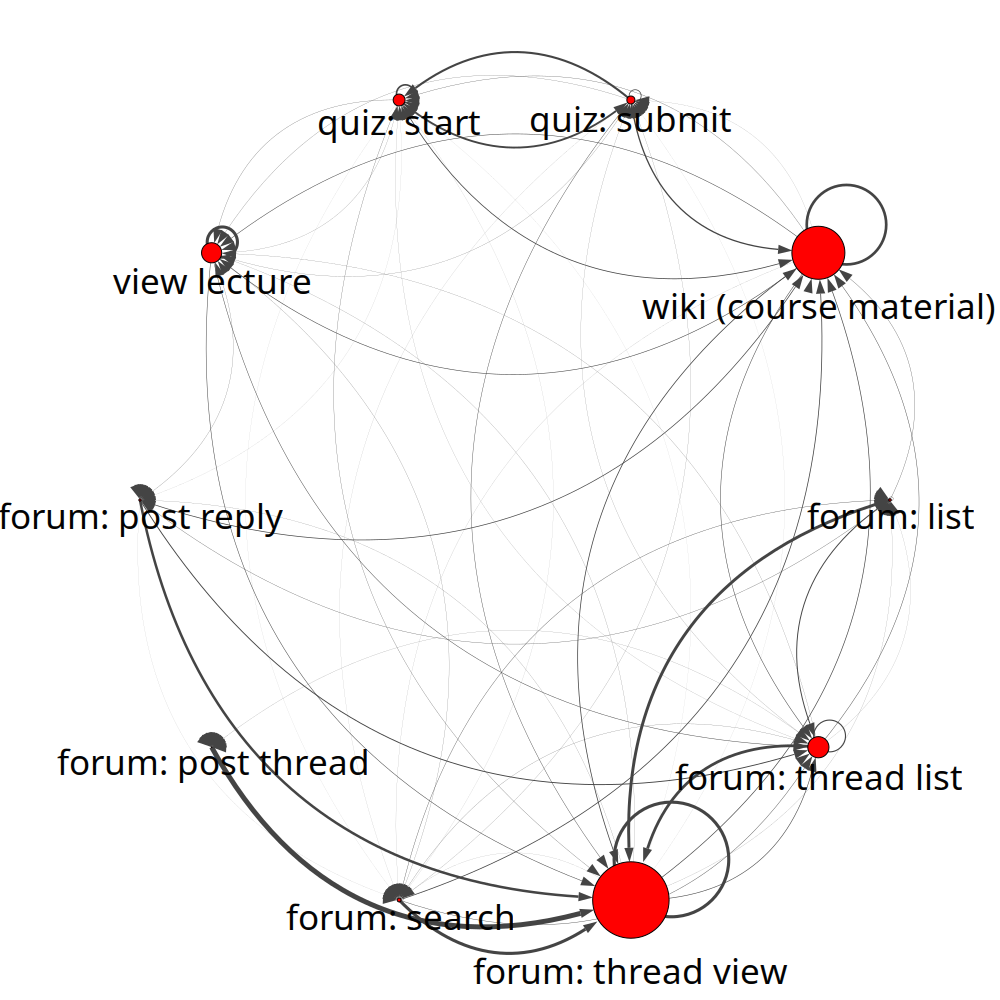 quiz: start
quiz: submit
view lecture
wiki (course material)
forum: post reply
forum: list
forum: post thread
forum: thread list
forum: search
forum: thread view